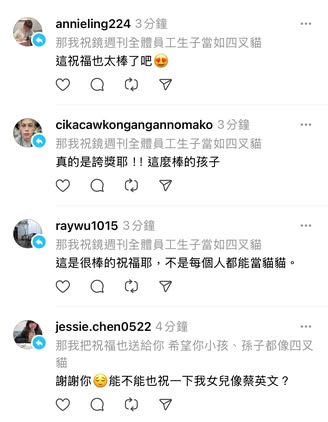 annieling224 3分鐘
那我祝鏡週刊全體員工生子當如四叉貓
這祝福也太棒了吧😍
cikacawkongangannomako 3分鐘
那我祝鏡週刊全體員工生子當如四叉貓
真的是誇獎耶 !! 這麼棒的孩子
raywu1015 3分鐘
那我祝鏡週刊全體員工生子當如四叉貓
這是很棒的祝福耶，不是每個人都能當貓貓。
jessie.chen0522 4分鐘
那我把祝福也送給你 希望你小孩、孫子都像四叉
貓
謝謝你😌能不能也祝一下我女兒像蔡英文？